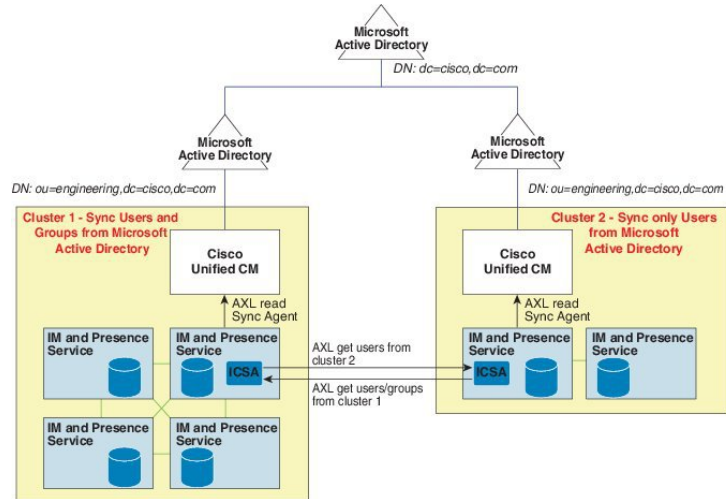 Microsoft
Active Directory
DN: dc=cisco,dc=com
Microsoft
Active Directory
Microsoft
Active Directory
DN: ou=engineering,dc=cisco,dc=com
DN: ou=engineering,dc=cisco,dc=com
Cluster 1 - Sync Users and
Groups from Microsoft
Active Directory
Cisco
Unified CM
AXL read
Sync Agent
IM and Presence
Service
IM and Presence
Service
ICSA
IM and Presence
Service
IM and Presence
Service
AXL get users from
cluster 2
AXL get users/groups
from cluster 1
Cluster 2 - Sync only Users
from Microsoft
Active Directory
Cisco
Unified CM
AXL read
Sync Agent
IM and Presence
Service
ICSA
IM and Presence
Service